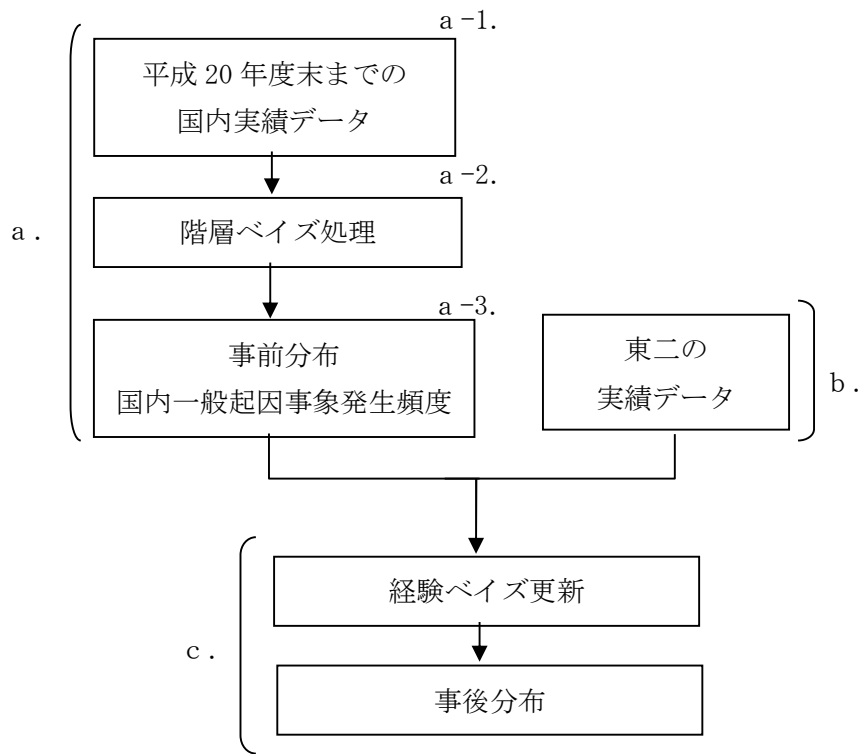 a-1.
平成 20 年度末までの
国内実績データ
a-2.
a.
階層ベイズ処理
a-3.
事前分布
国内一般起因事象発生頻度
東二の
実績データ
b.
経験ベイズ更新
c.
事後分布